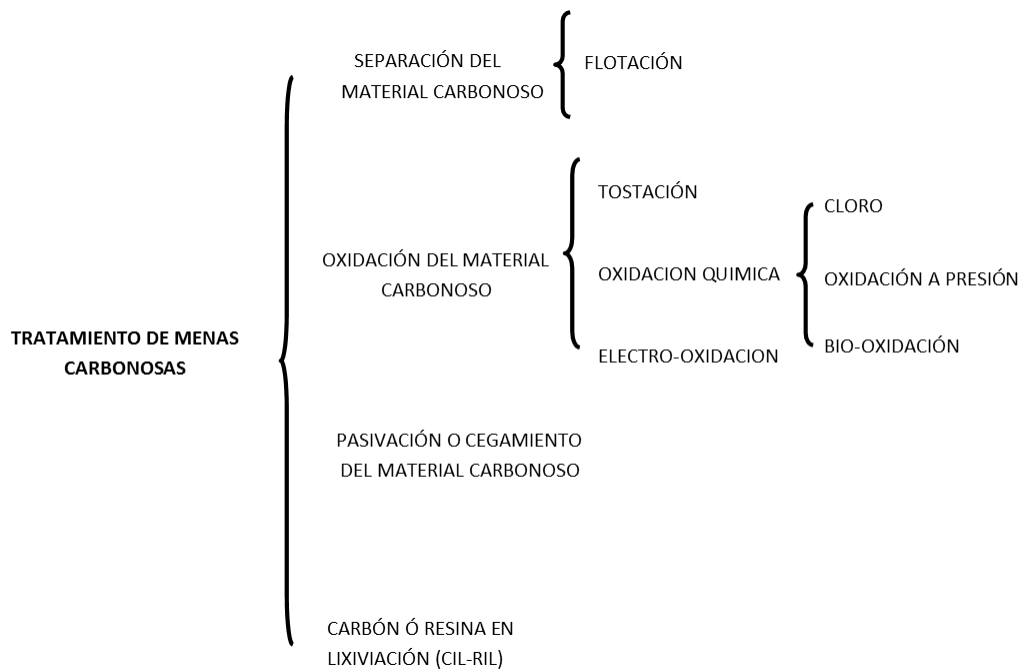 TRATAMIENTO DE MENAS
CARBONOSAS
SEPARACIÓN DEL
MATERIAL CARBONOSO
FLOTACIÓN
OXIDACIÓN DEL MATERIAL
CARBONOSO
TOSTACIÓN
OXIDACION QUIMICA
CLORO
OXIDACIÓN A PRESIÓN
BIO-OXIDACIÓN
ELECTRO-OXIDACION
PASIVACIÓN O CEGAMIENTO
DEL MATERIAL CARBONOSO
CARBÓN Ó RESINA EN
LIXIVIACIÓN (CIL-RIL)